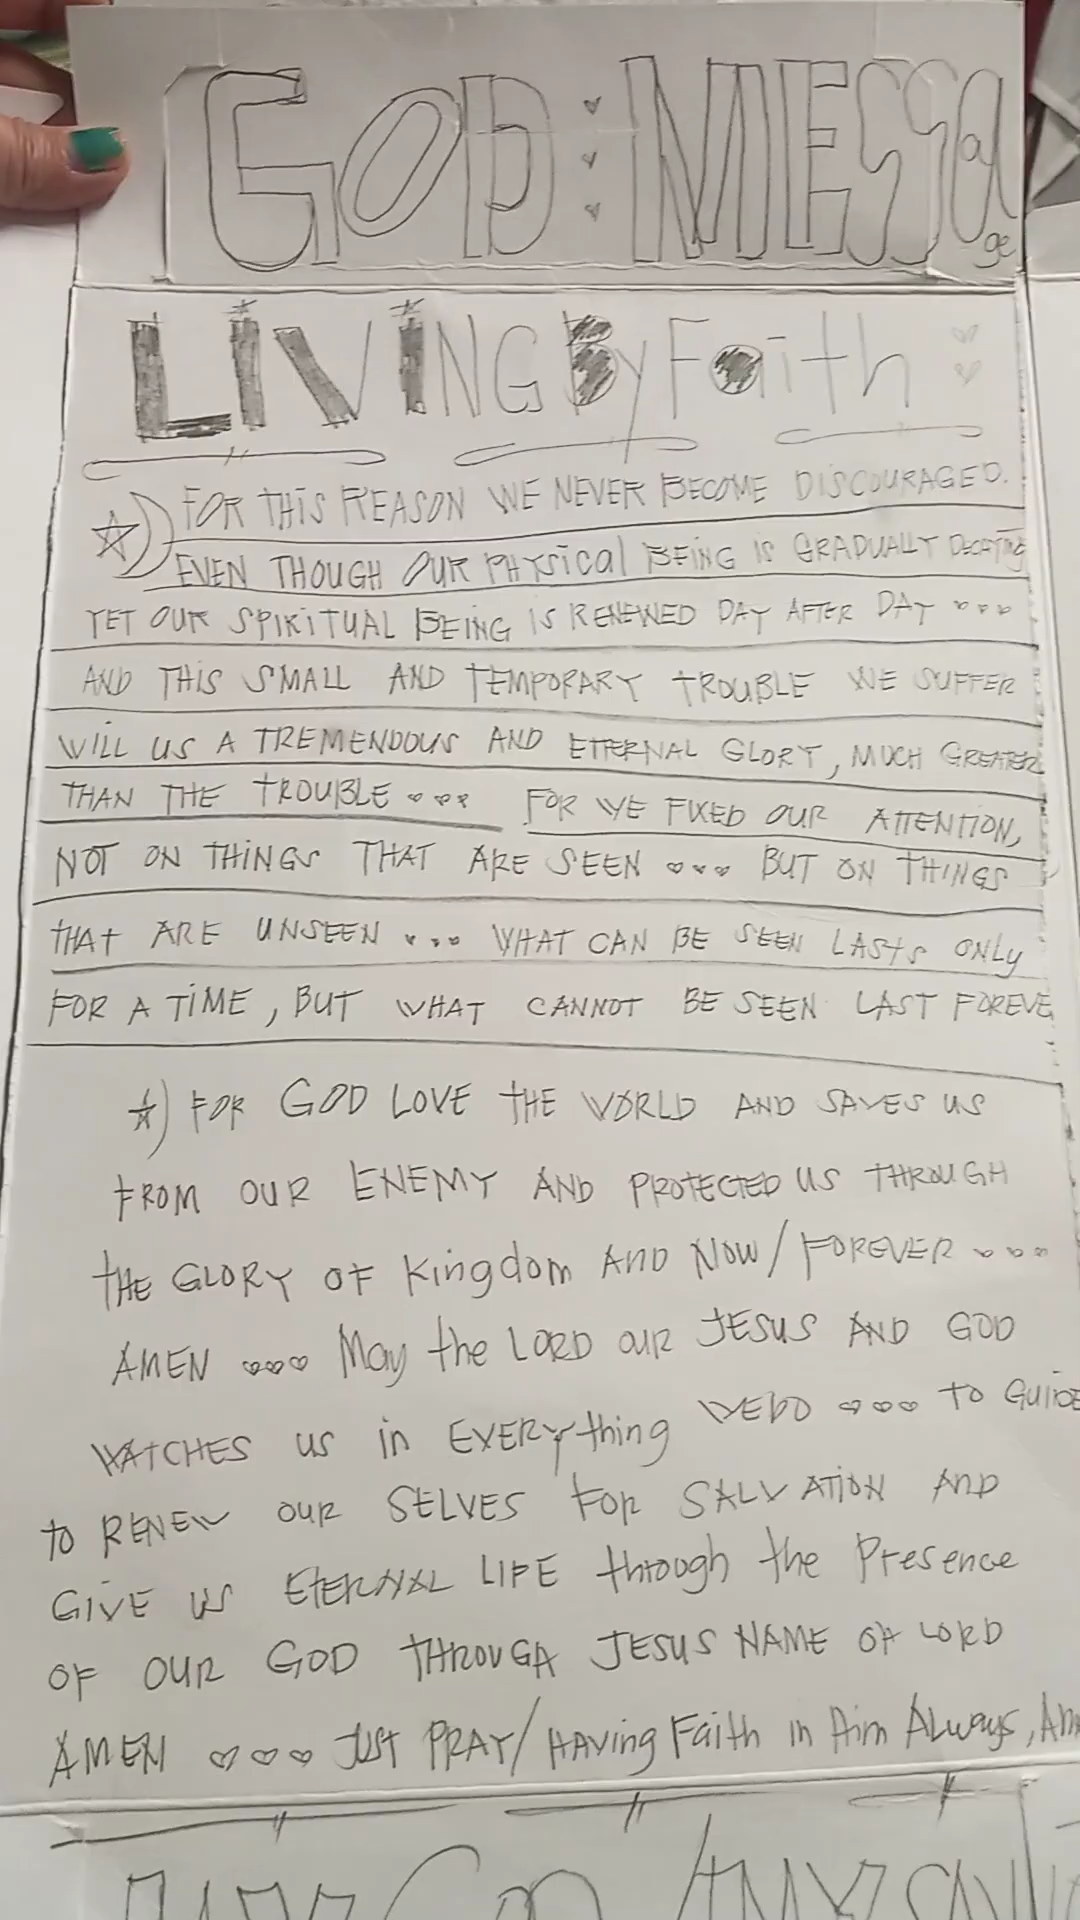 GOD: MESSage
LIVING By Faith
FOR THIS REASON WE NEVER BECOME DISCOURAGED.
EVEN THOUGH OUR PHYSICAL BEING IS GRADUALLY DECAYING
YET OUR SPIRITUAL BEING IS RENEWED DAY AFTER DAY
AND THIS SMALL AND TEMPORARY TROUBLE WE SUFFER
WILL US A TREMENDOUS AND ETERNAL GLORY, MUCH GREATER
THAN THE TROUBLE ... FOR WE FIXED OUR ATTENTION,
NOT ON THINGS THAT ARE SEEN ... BUT ON THINGS
THAT ARE UNSEEN ... WHAT CAN BE SEEN LASTS ONLY
FOR A TIME, BUT WHAT CANNOT BE SEEN LAST FOREVE
FOR GOD LOVE THE WORLD AND SAVES US
FROM OUR ENEMY AND PROTECTED US THROUGH
THE GLORY OF Kingdom AND NOW/FOREVER ...
AMEN ... May the LORD OUR JESUS AND GOD
WATCHES US in EVERYthing WEDO ... TO GUIDE
TO RENEW OUR SELVES FOR SALVATION AND
GIVE US ETERNAL LIFE through the Presence
OF OUR GOD THROUGA JESUS NAME OF LORD
AMEN ... JUST PRAY/HAVING Faith in Aim Always,